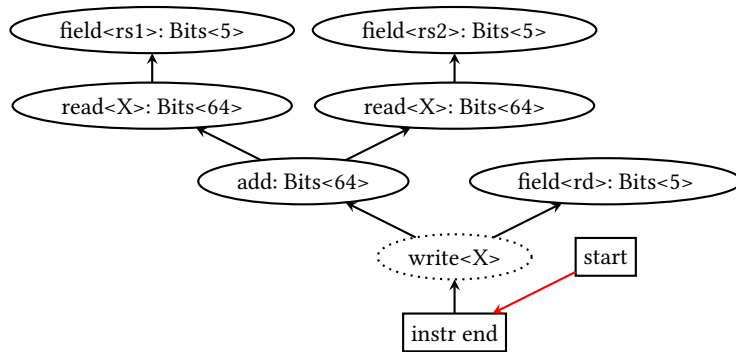 field<rs1>: Bits<5>
field<rs2>: Bits<5>
read<X>: Bits<64>
read<X>: Bits<64>
add: Bits<64>
field<rd>: Bits<5>
write<X>
start
instr end